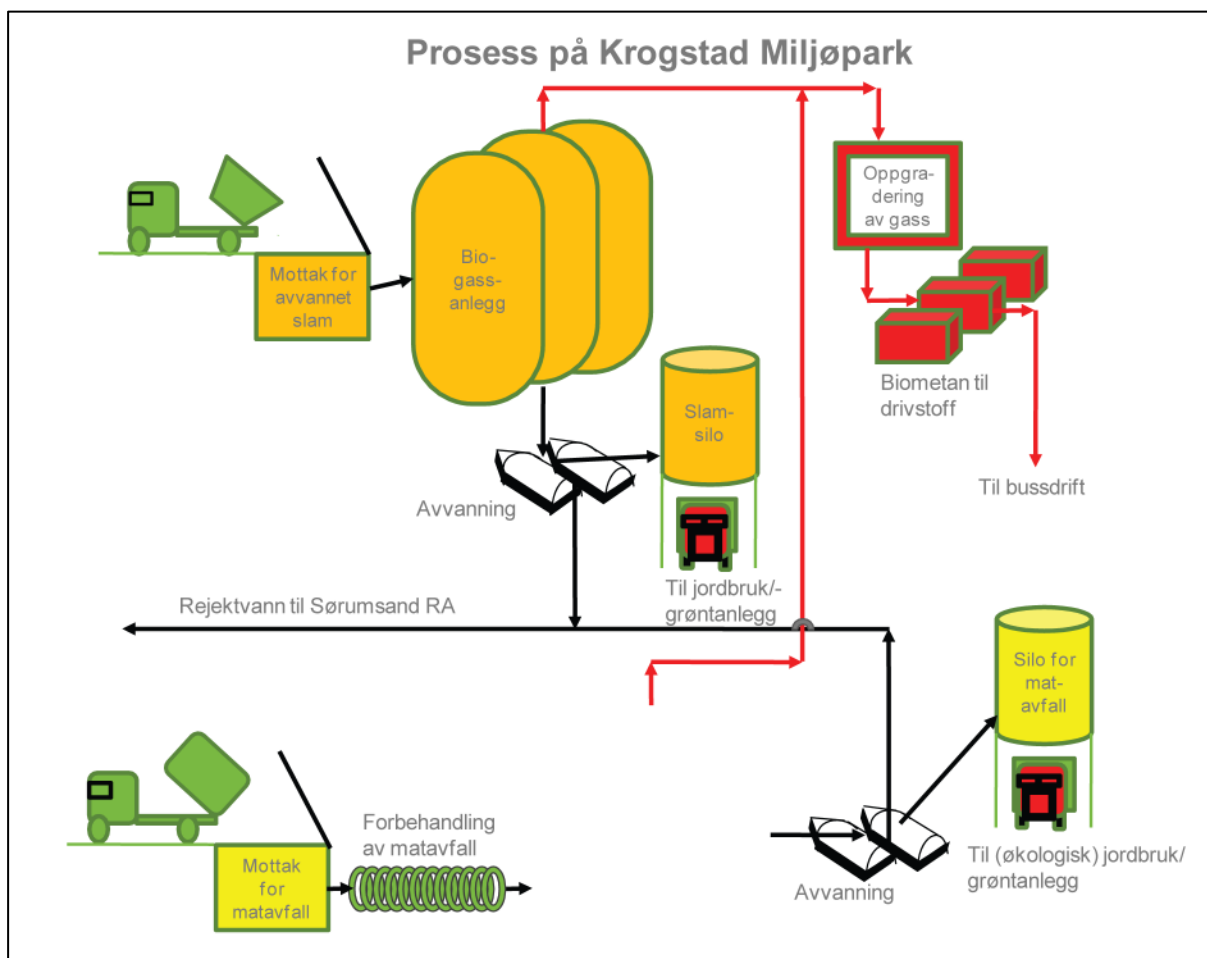 Prosess på Krogstad Miljøpark
Oppgra-
dering
av gass
Mottak for
avvannet
slam
Bio-
gass-
anlegg
Biometan til
drivstoff
Slam-
silo
Til bussdrift
Avvanning
Til jordbruk/-
grøntanlegg
Rejektvann til Sørumsand RA
Silo for
mat-
avfall
Forbehandling
av matavfall
Mottak
for
matavfall
Avvanning
Til (økologisk) jordbruk/
grøntanlegg